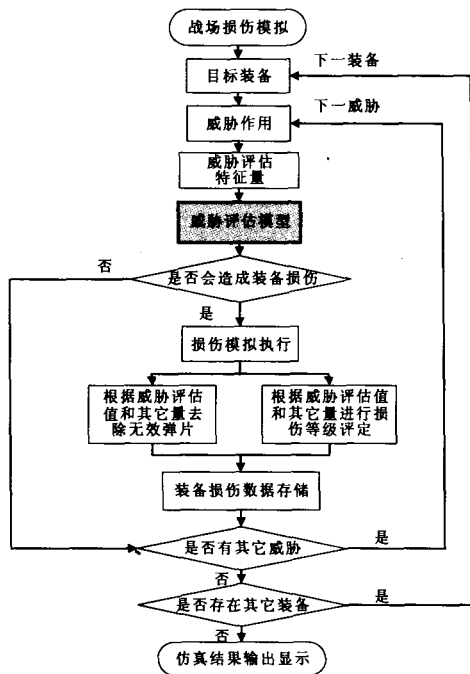 战场损伤模拟
下一装备
目标装备
下一威胁
威胁作用
威胁评估
特征量
威胁评估模型
否
是否会造成装备损伤
是
损伤模拟执行
根据威胁评估
值和其它量去
除无效弹片
根据威胁评估值
和其它量进行损
伤等级评定
装备损伤数据存储
是否有其它威胁
是
否
是否存在其它装备
是
否
仿真结果输出显示